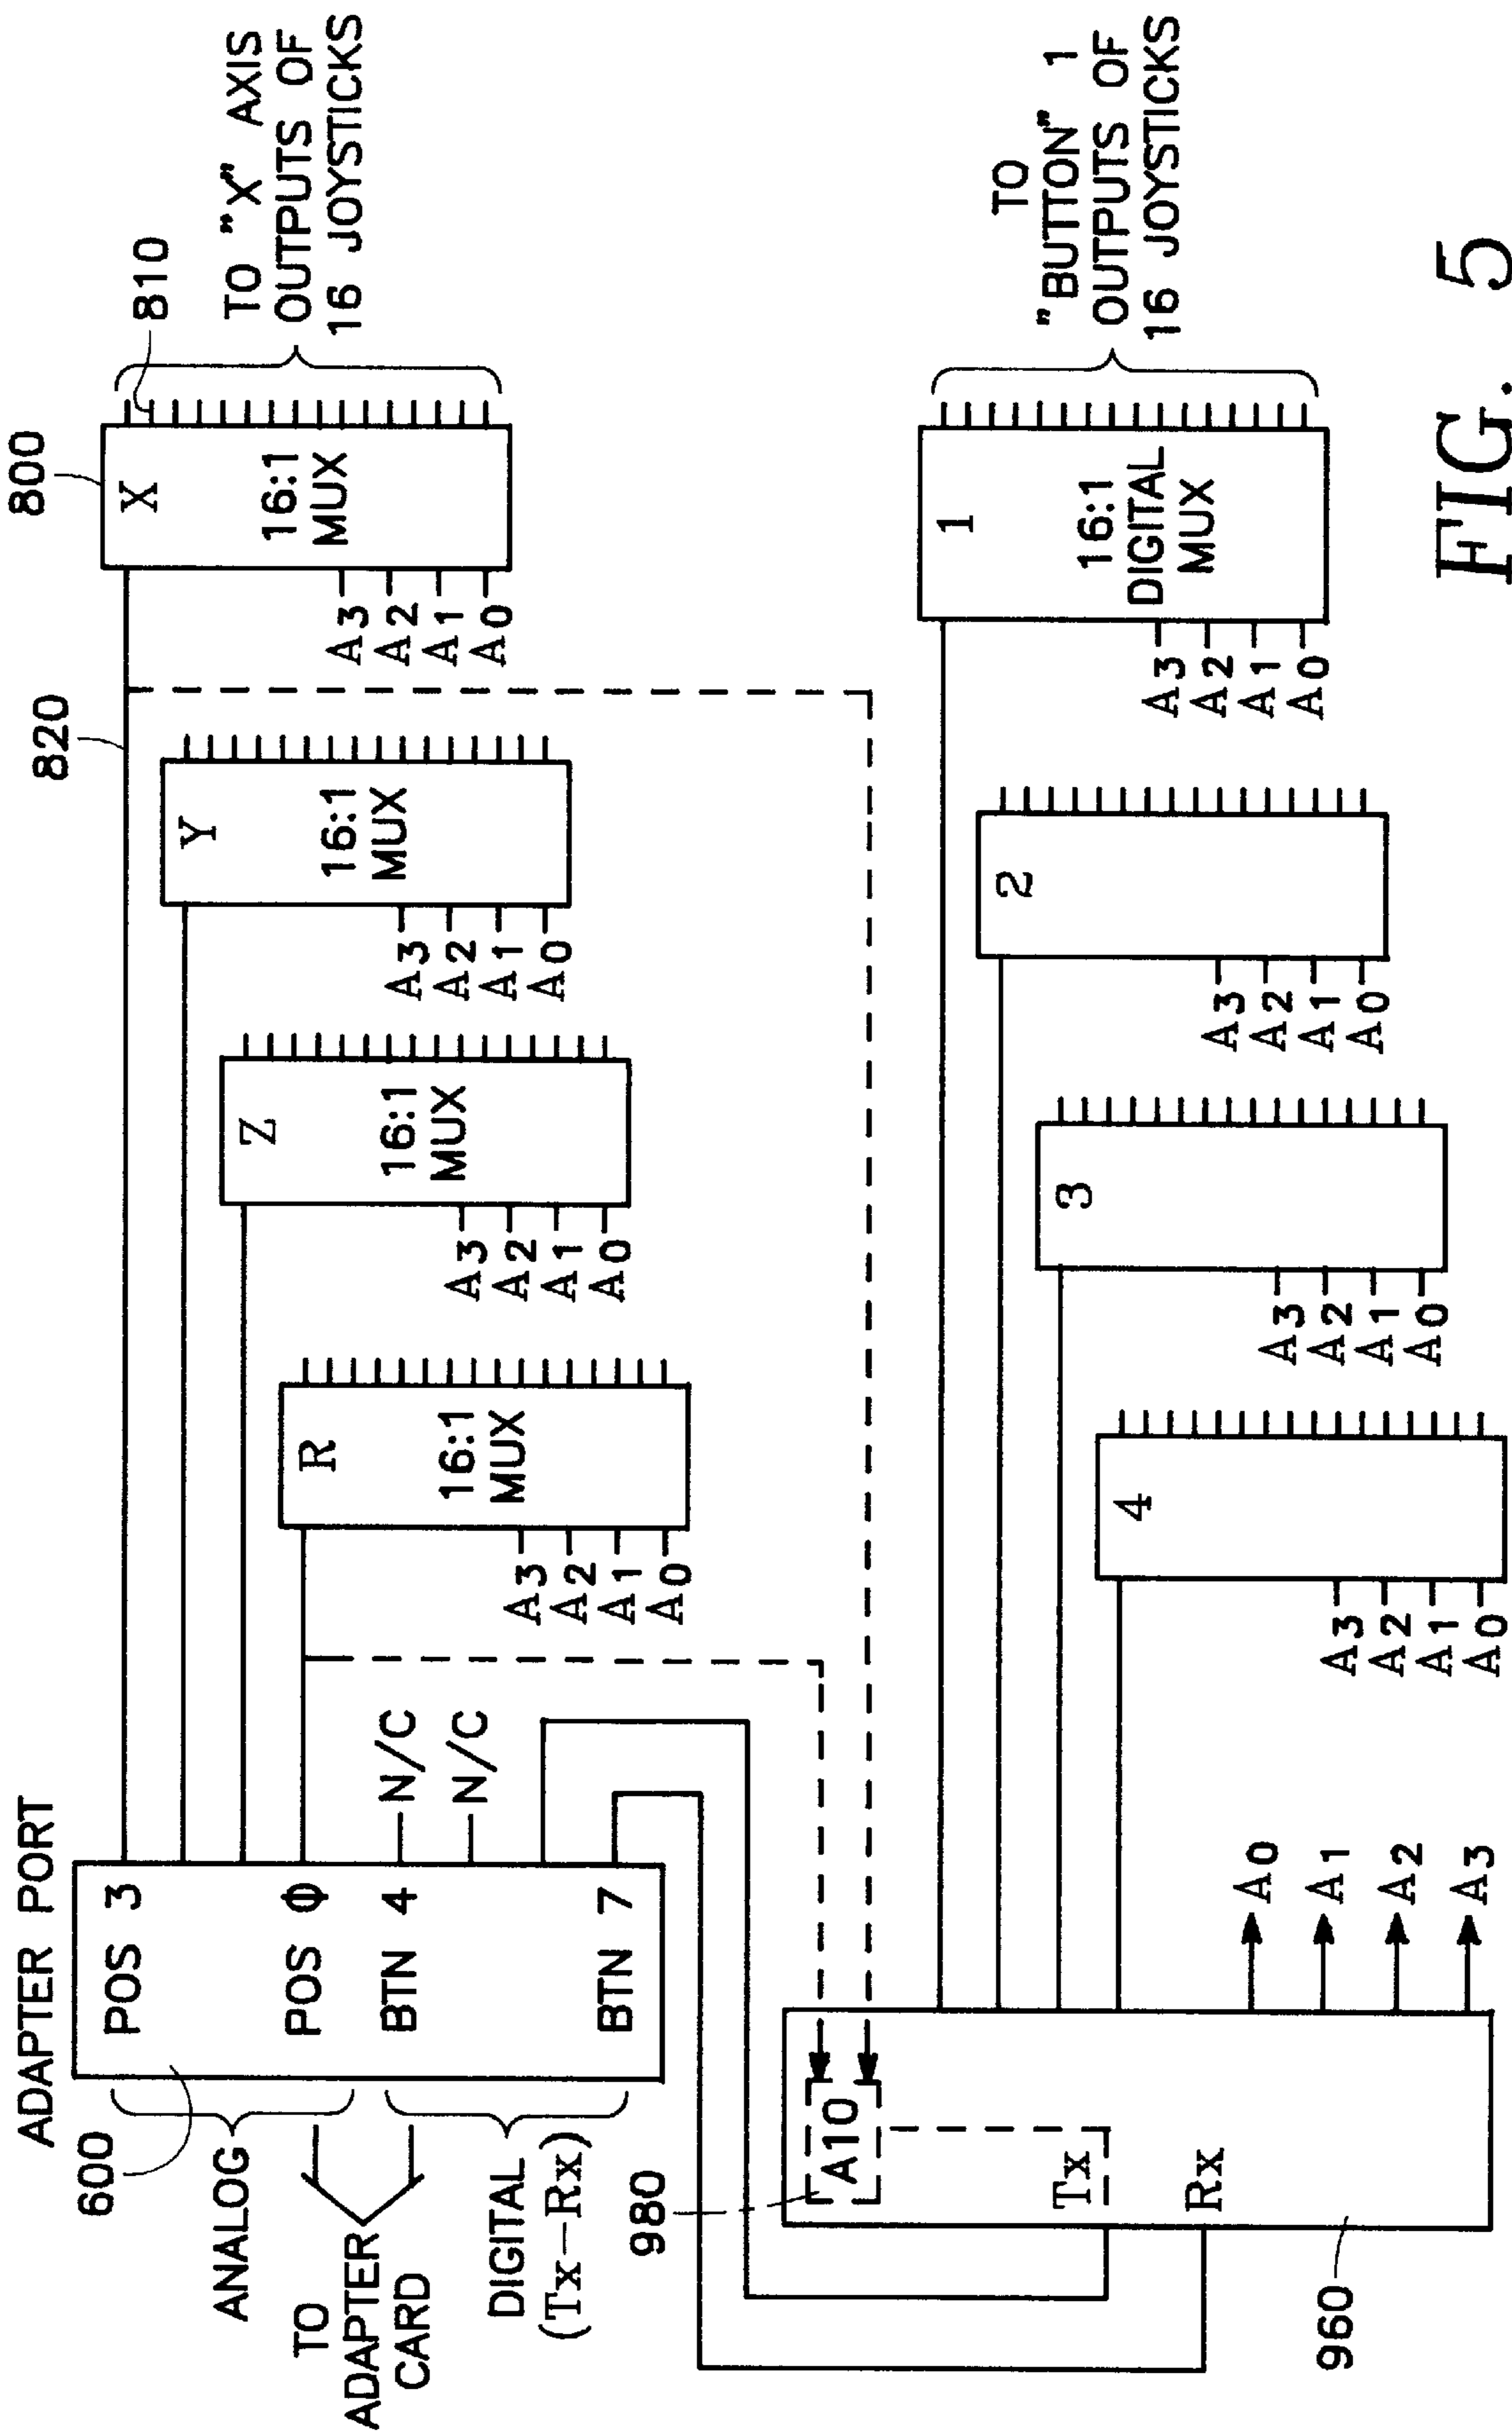 ADAPTER PORT
600
POS 3
POS Φ
BTN 4
BTN 7
N/C
N/C
ANALOG
TO
ADAPTER
CARD
DIGITAL
(Tx-Rx)
820
800
810
X
16:1
MUX
A3
A2
A1
A0
TO "X" AXIS
OUTPUTS OF
16 JOYSTICKS
Y
16:1
MUX
A3
A2
A1
A0
Z
16:1
MUX
A3
A2
A1
A0
R
16:1
MUX
A3
A2
A1
A0
980
A10
Tx
Rx
960
A0
A1
A2
A3
4
A3
A2
A1
A0
3
A3
A2
A1
A0
2
A3
A2
A1
A0
1
16:1
DIGITAL
MUX
A3
A2
A1
A0
TO
"BUTTON" 1
OUTPUTS OF
16 JOYSTICKS
FIG. 5